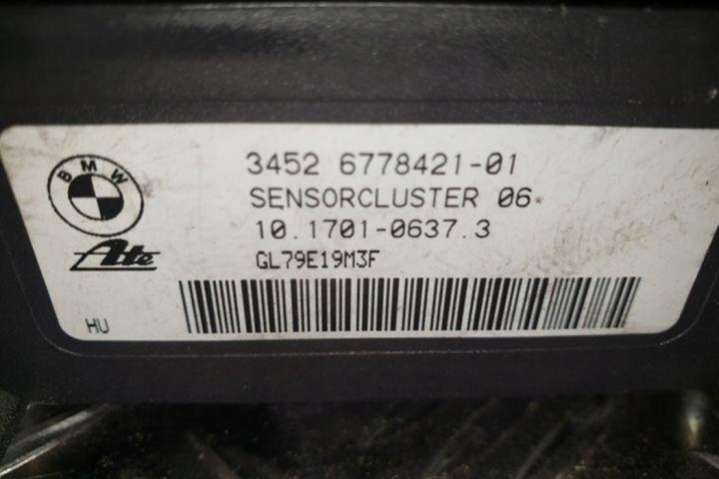 BMW
3452 6778421-01
SENSORCLUSTER 06
Ate
10.1701-0637.3
GL79E19M3F
HU